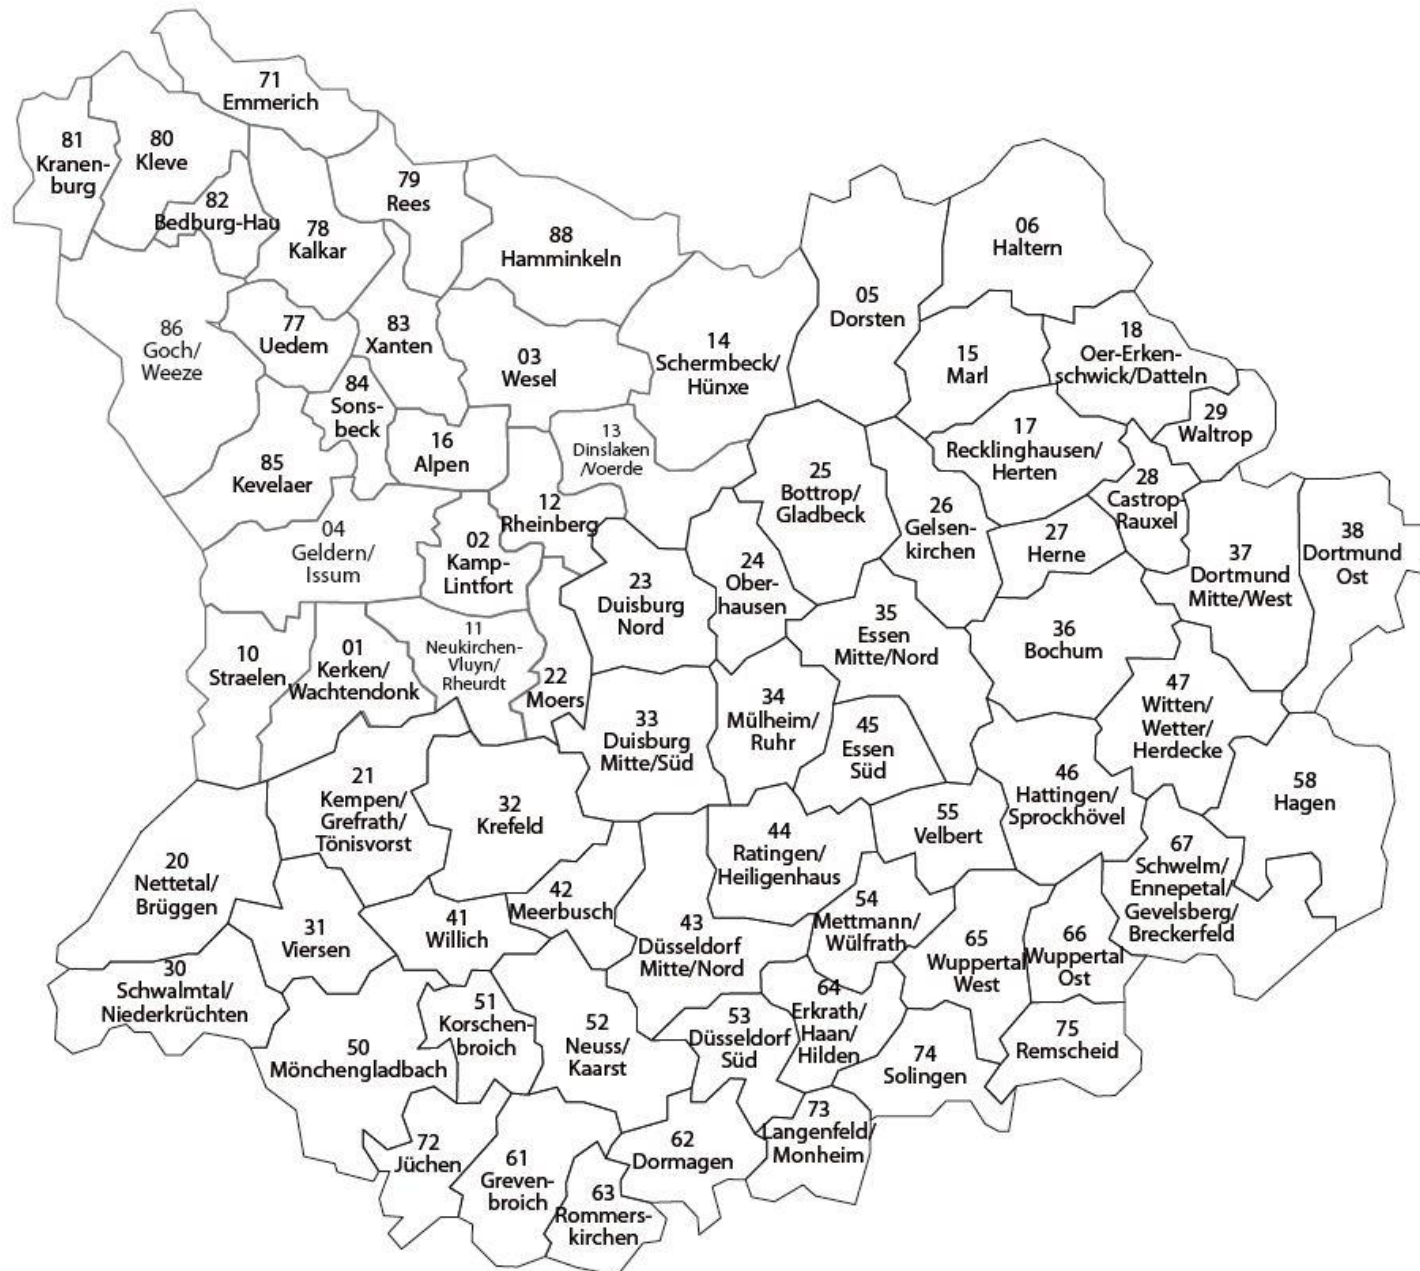 71
Emmerich
81
Kranen-
burg
80
Kleve
82
Bedburg-Hau
79
Rees
78
Kalkar
88
Hamminkeln
06
Haltern
05
Dorsten
86
Goch/
Weeze
77
Uedem
83
Xanten
03
Wesel
14
Schermbeck/
Hünxe
15
Marl
18
Oer-Erken-
schwick/Datteln
84
Sons-
beck
29
Waltrop
16
Alpen
13
Dinslaken
/Voerde
17
Recklinghausen/
Herten
85
Kevelaer
25
Bottrop/
Gladbeck
28
Castrop-
Rauxel
12
Rheinberg
26
Gelsen-
kirchen
04
Geldern/
Issum
02
Kamp-
Lintfort
27
Herne
37
Dortmund
Mitte/West
38
Dortmund
Ost
23
Duisburg
Nord
24
Ober-
hausen
35
Essen
Mitte/Nord
36
Bochum
10
Straelen
01
Kerken/
Wachtendonk
11
Neukirchen-
Vluyn/
Rheurdt
22
Moers
33
Duisburg
Mitte/Süd
34
Mülheim/
Ruhr
45
Essen
Süd
47
Witten/
Wetter/
Herdecke
21
Kempen/
Grefrath/
Tönisvorst
32
Krefeld
46
Hattingen/
Sprockhövel
58
Hagen
44
Ratingen/
Heiligenhaus
55
Velbert
20
Nettetal/
Brüggen
67
Schwelm/
Ennepetal/
Gevelsberg/
Breckerfeld
42
Meerbusch
31
Viersen
41
Willich
43
Düsseldorf
Mitte/Nord
54
Mettmann/
Wülfrath
65
Wuppertal
West
66
Wuppertal
Ost
30
Schwalmtal/
Niederkrüchten
51
Korschen-
broich
52
Neuss/
Kaarst
53
Düsseldorf
Süd
64
Erkrath/
Haan/
Hilden
50
Mönchengladbach
74
Solingen
75
Remscheid
72
Jüchen
61
Greven-
broich
62
Dormagen
73
Langenfeld/
Monheim
63
Rommers-
kirchen